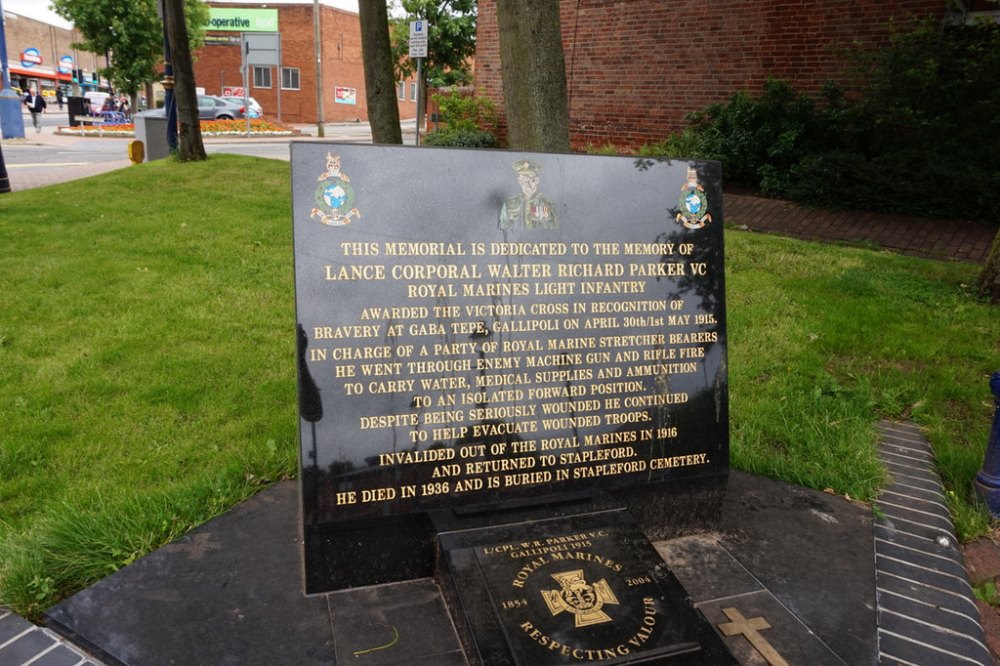 co-operative food
THIS MEMORIAL IS DEDICATED TO THE MEMORY OF
LANCE CORPORAL WALTER RICHARD PARKER VC
ROYAL MARINES LIGHT INFANTRY
AWARDED THE VICTORIA CROSS IN RECOGNITION OF
BRAVERY AT GABA TEPE, GALLIPOLI ON APRIL 30th/1st MAY 1915.
IN CHARGE OF A PARTY OF ROYAL MARINE STRETCHER BEARERS
HE WENT THROUGH ENEMY MACHINE GUN AND RIFLE FIRE
TO CARRY WATER, MEDICAL SUPPLIES AND AMMUNITION
TO AN ISOLATED FORWARD POSITION.
DESPITE BEING SERIOUSLY WOUNDED HE CONTINUED
TO HELP EVACUATE WOUNDED TROOPS.
INVALIDED OUT OF THE ROYAL MARINES IN 1916
AND RETURNED TO STAPLEFORD.
HE DIED IN 1936 AND IS BURIED IN STAPLEFORD CEMETERY.
L/CPL. W.R. PARKER V.C.
GALLIPOLI 1915
ROYAL MARINES
1854 2004
RESPECTING VALOUR